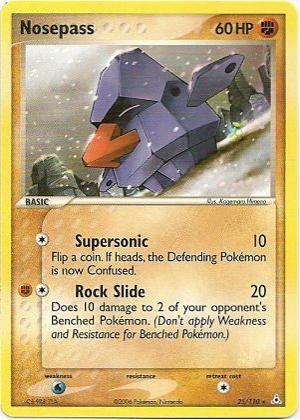 Nosepass 60 HP
Illus. Kagemaru Himeno
BASIC
Supersonic 10
Flip a coin. If heads, the Defending Pokémon
is now Confused.
Rock Slide 20
Does 10 damage to 2 of your opponent's
Benched Pokémon. (Don't apply Weakness
and Resistance for Benched Pokémon.)
weakness resistance retreat cost
©2006 Pokémon, Nintendo 25/110